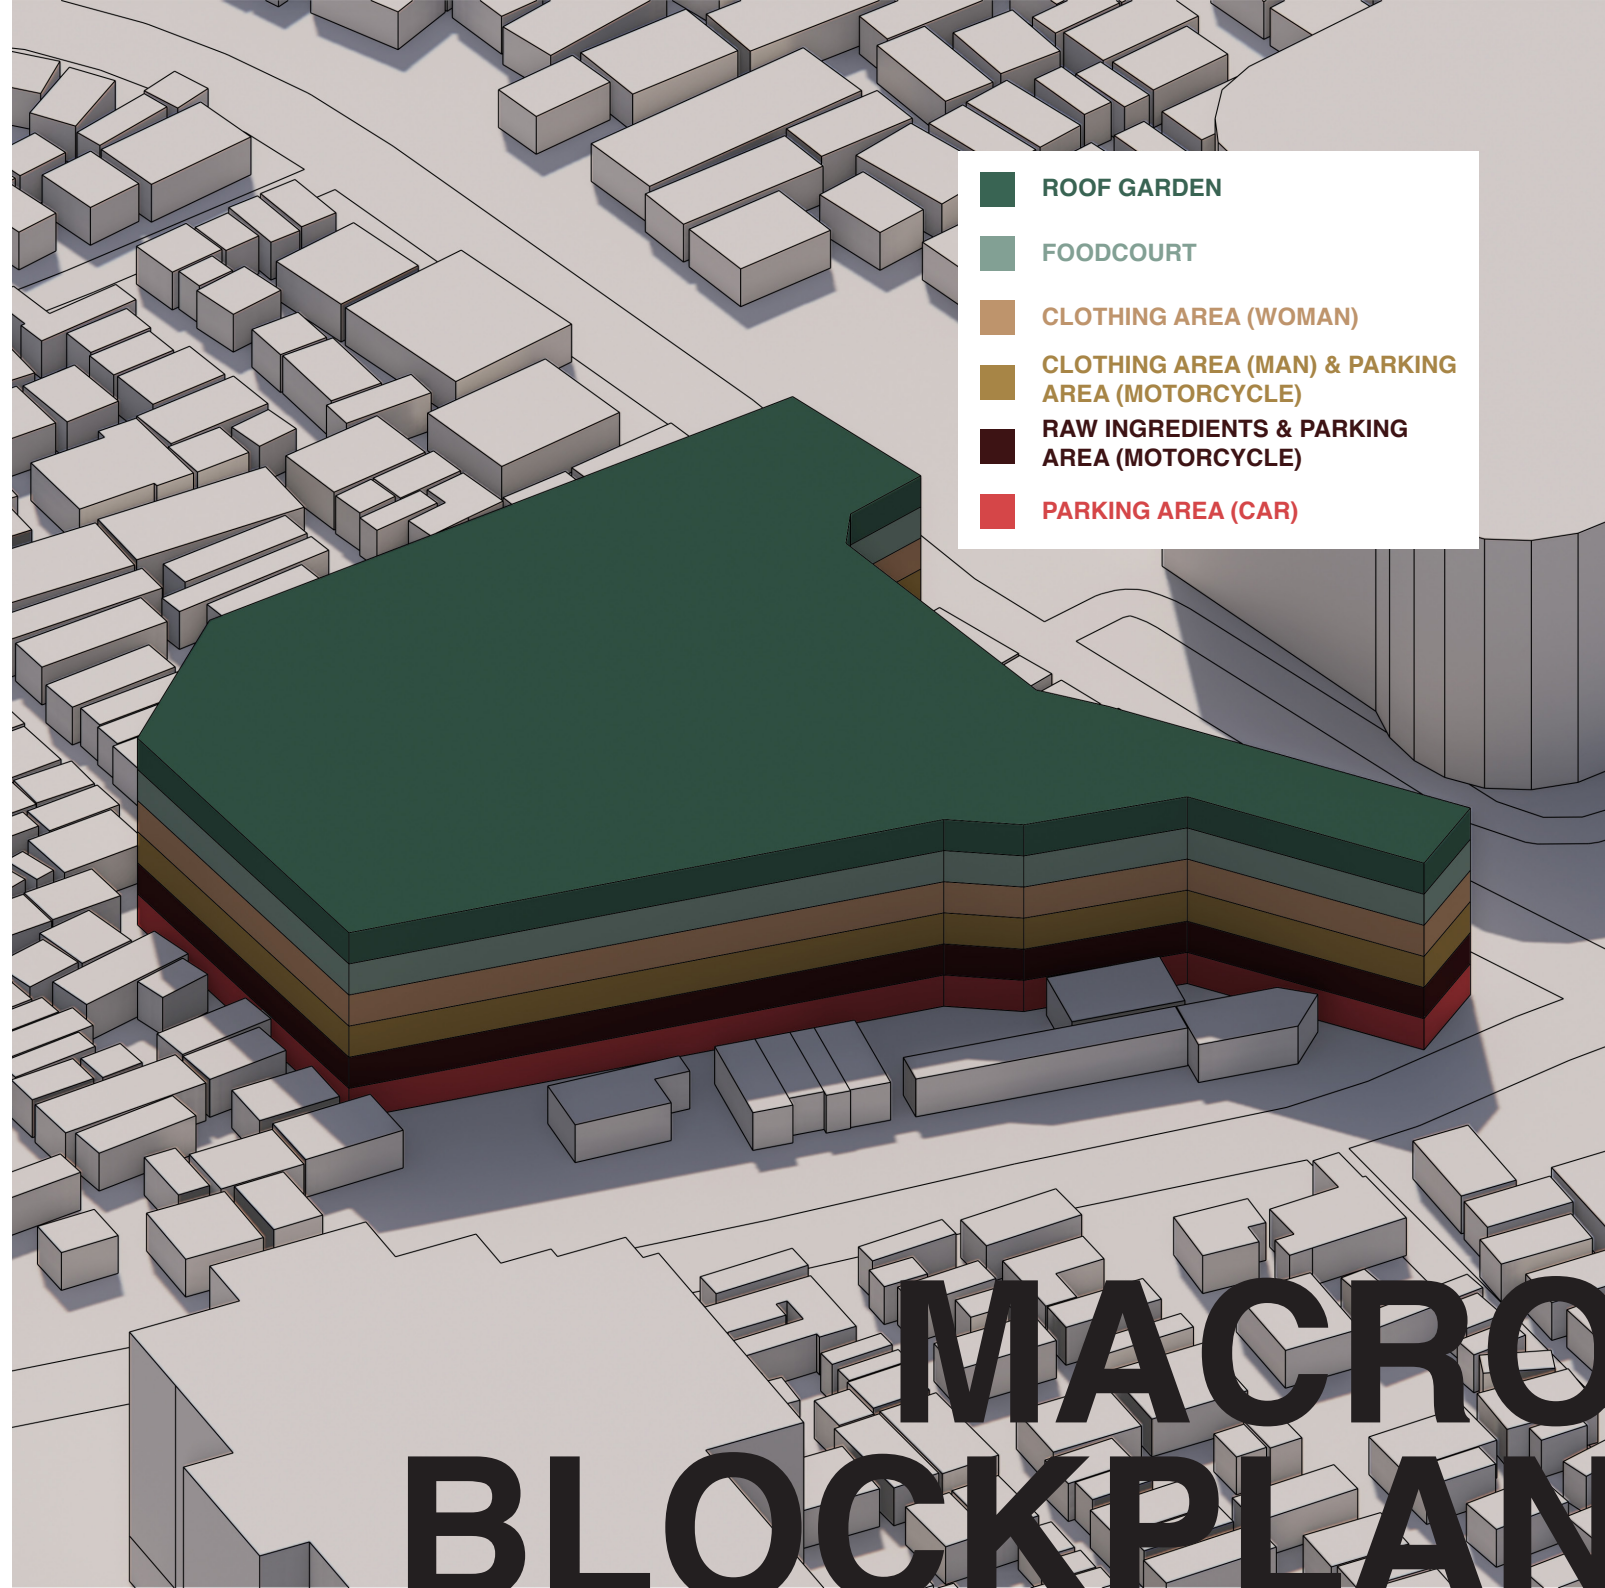 ROOF GARDEN
FOODCOURT
CLOTHING AREA (WOMAN)
CLOTHING AREA (MAN) & PARKING
AREA (MOTORCYCLE)
RAW INGREDIENTS & PARKING
AREA (MOTORCYCLE)
PARKING AREA (CAR)
MACRO
BLOCKPLAN